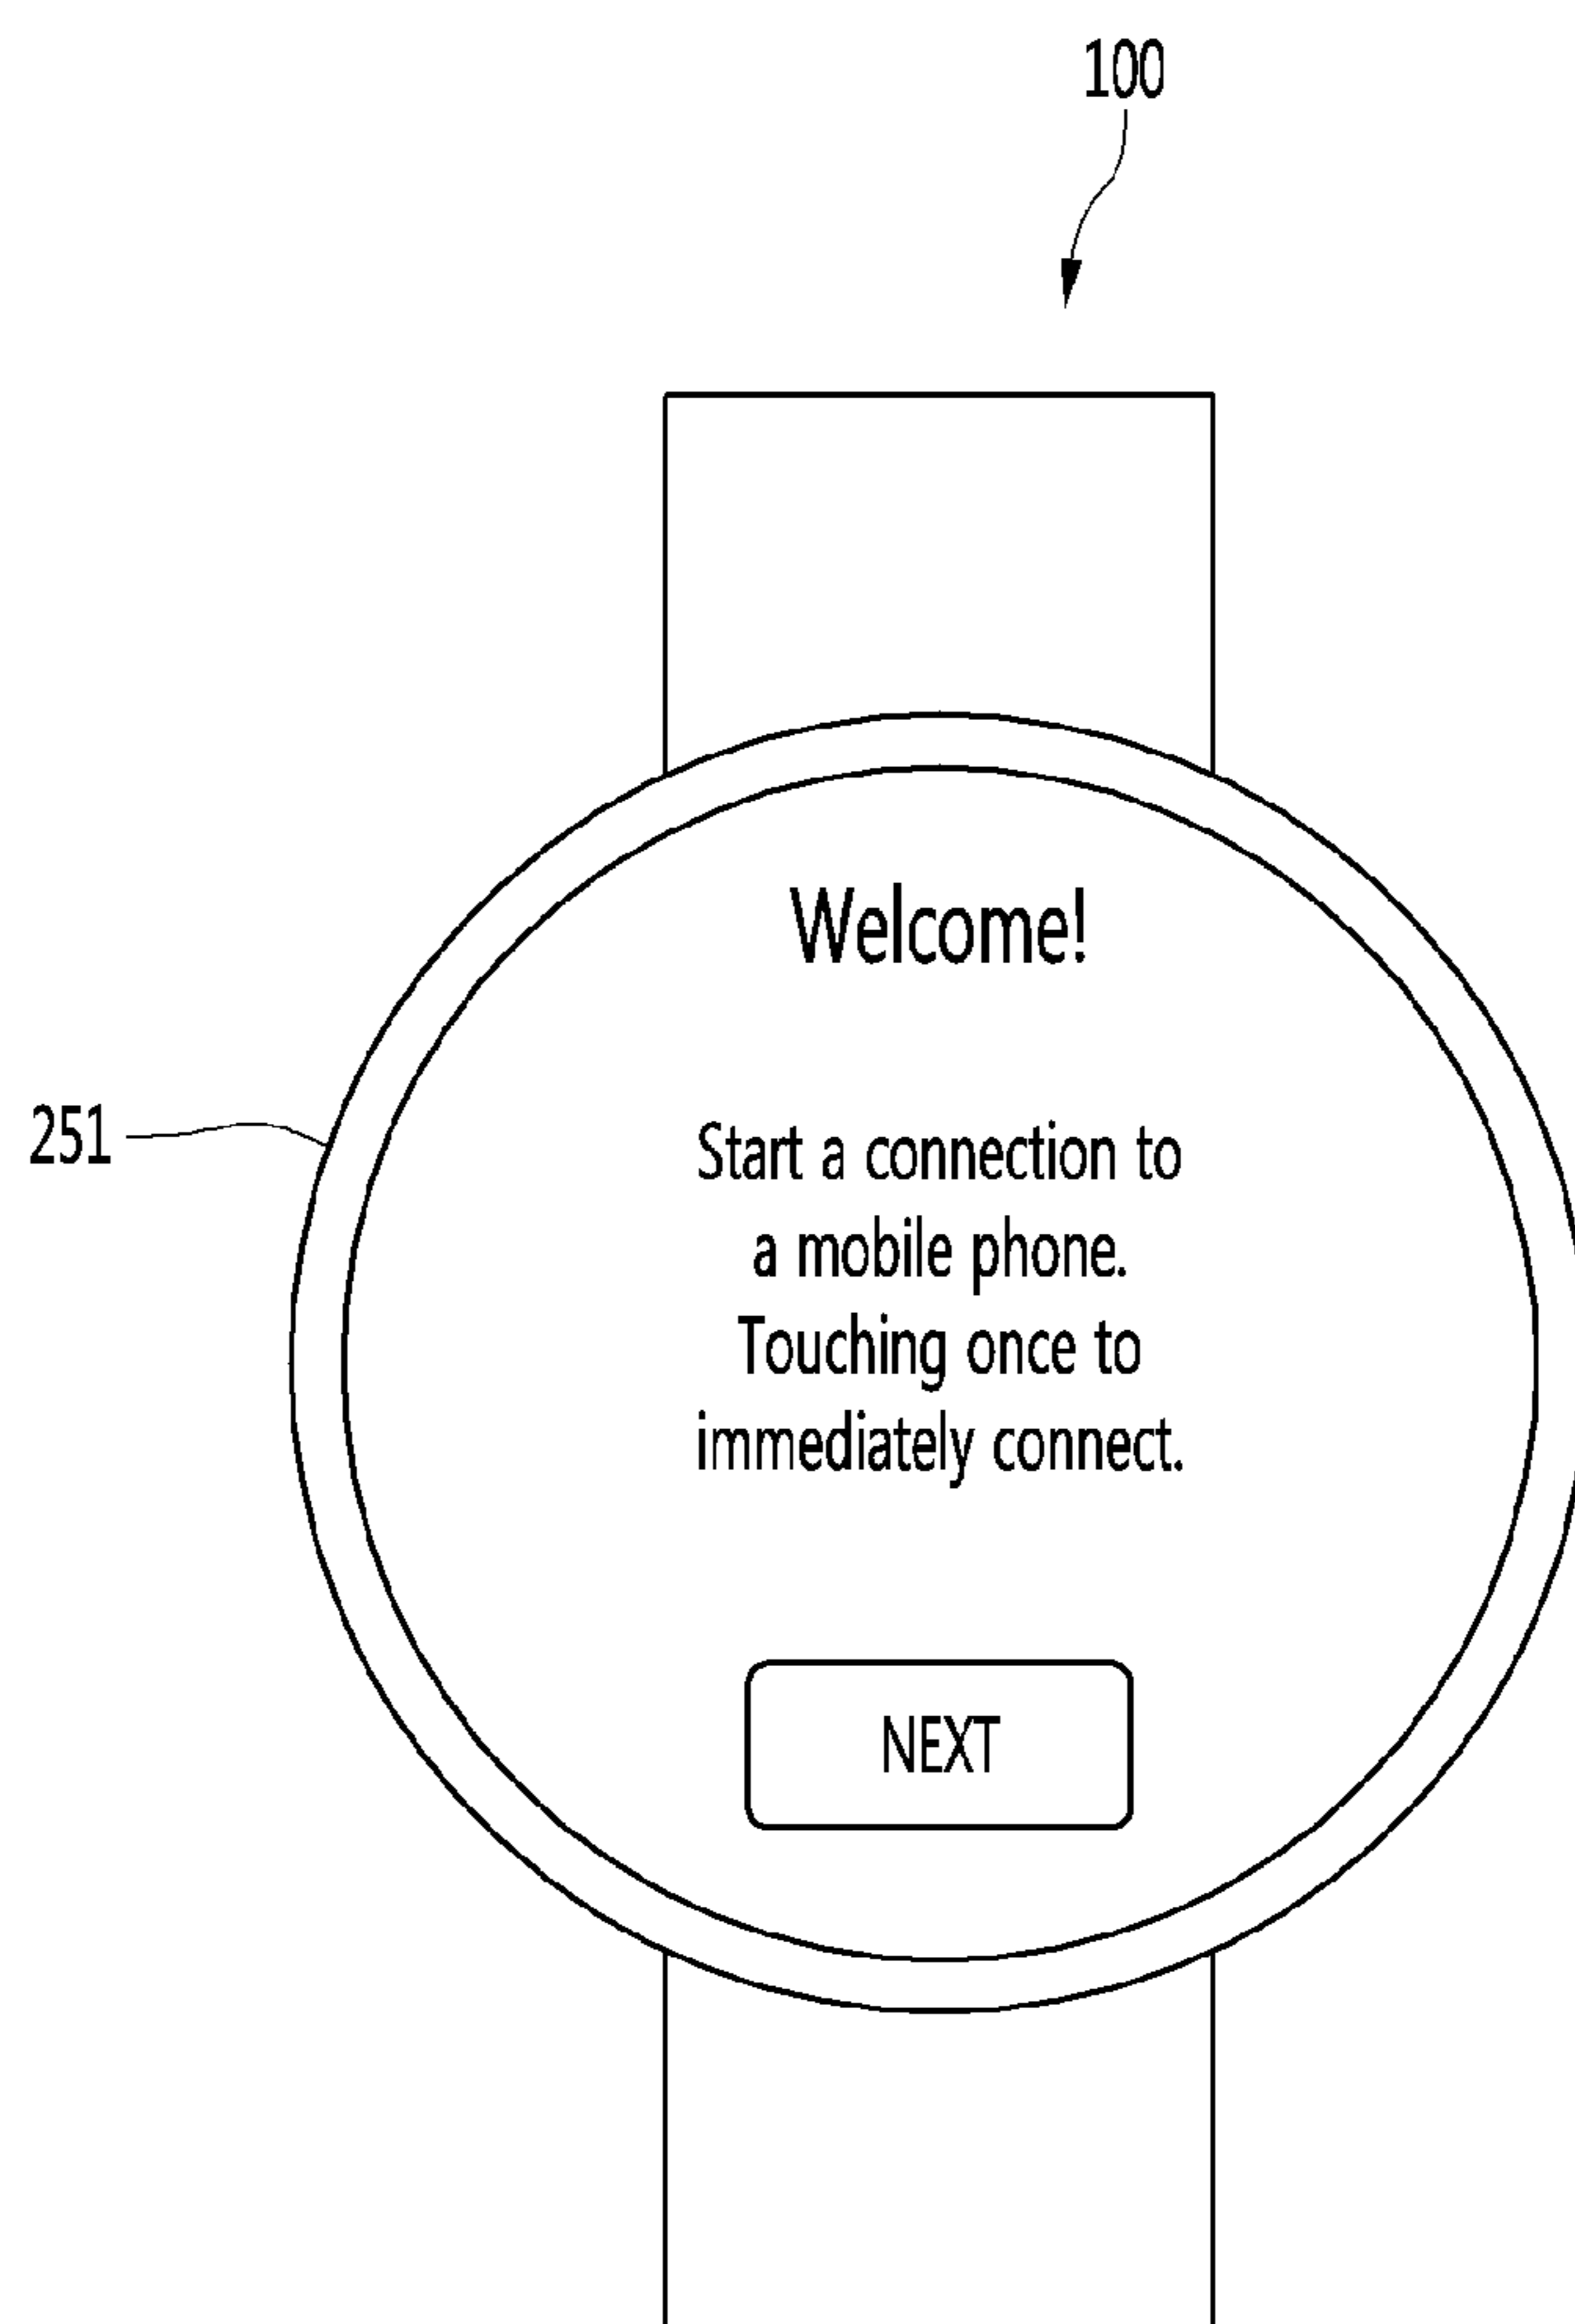 100
Welcome!
251
Start a connection to
a mobile phone.
Touching once to
immediately connect.
NEXT